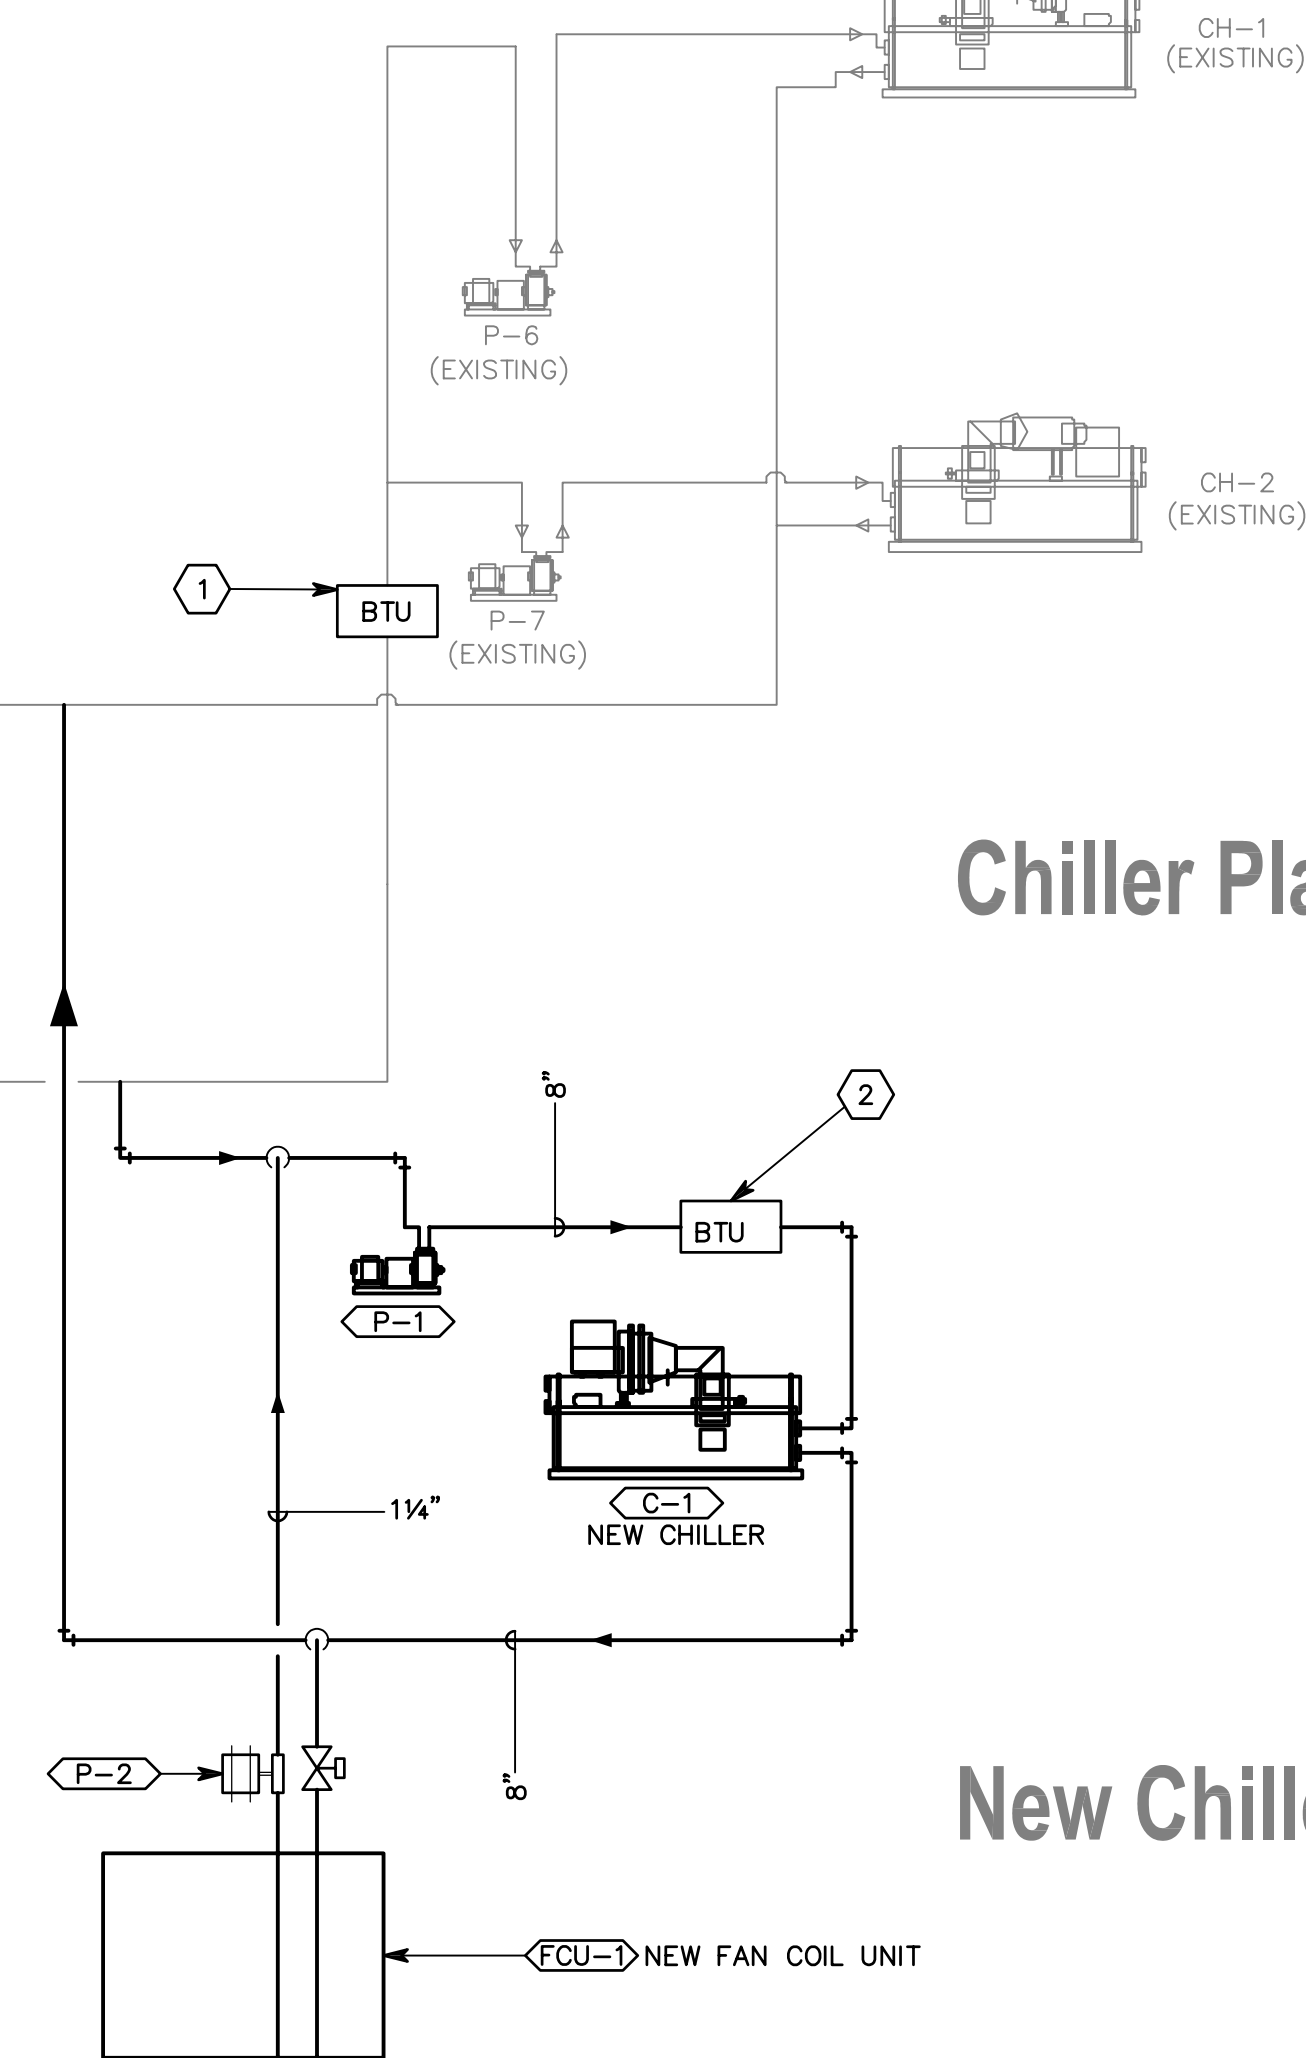 CH-1
(EXISTING)
P-6
(EXISTING)
CH-2
(EXISTING)
1
BTU
P-7
(EXISTING)
Chiller Pla
8"
2
BTU
P-1
C-1
NEW CHILLER
1¼"
P-2
8"
New Chille
FCU-1 NEW FAN COIL UNIT